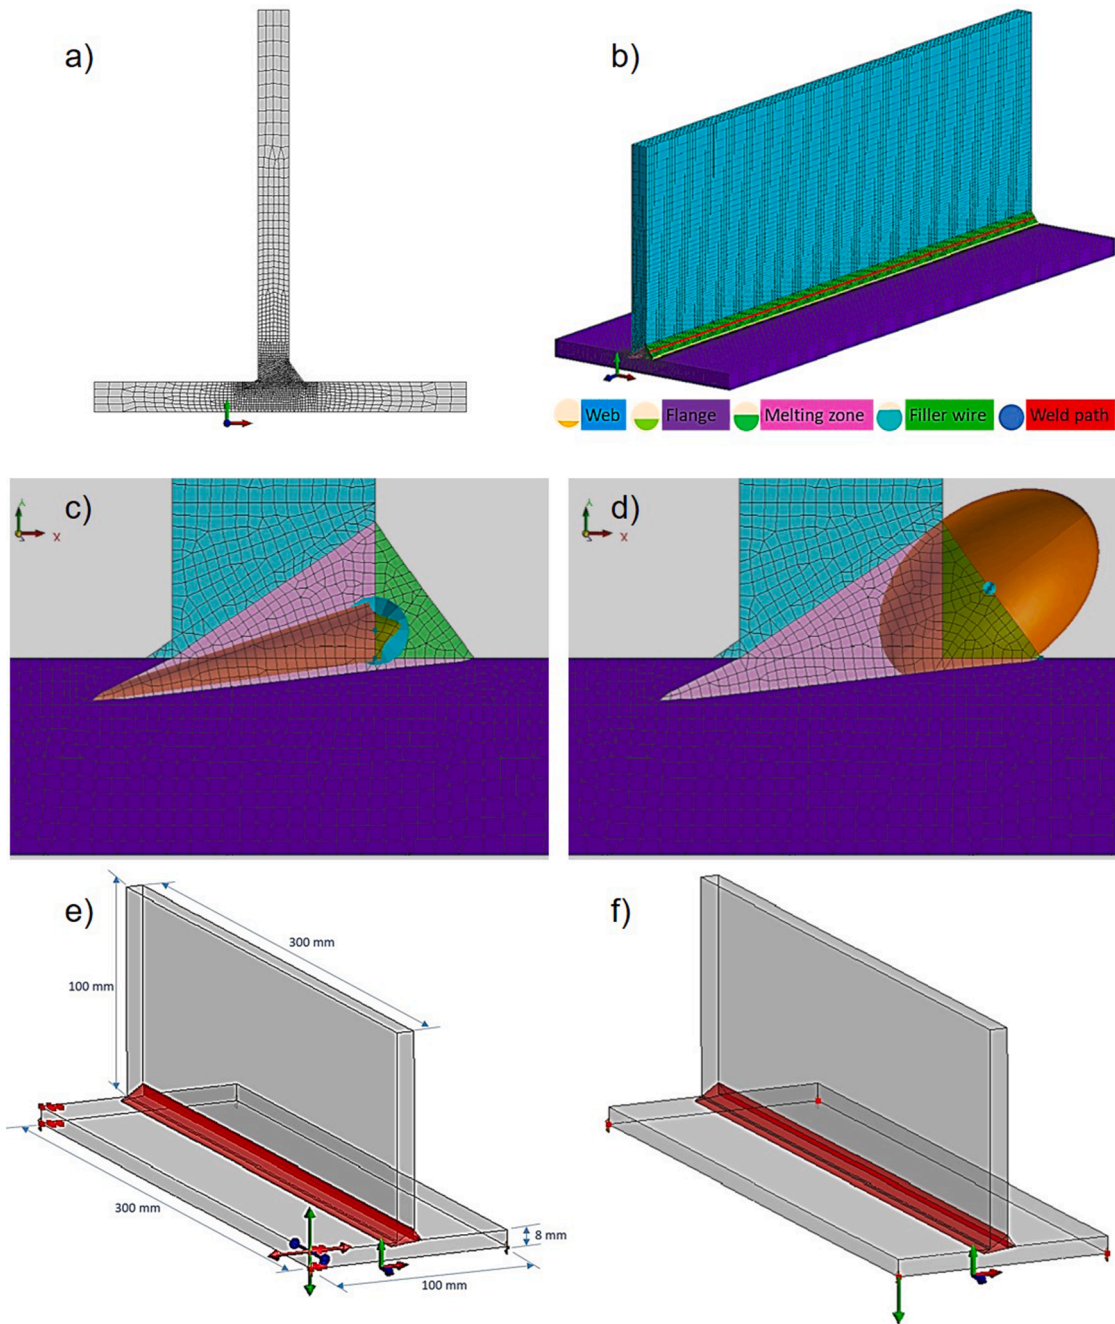 a)
b)
Web Flange Melting zone Filler wire Weld path
c)
Y
X
d)
Y
X
e)
300 mm
100 mm
300 mm
8 mm
100 mm
f)